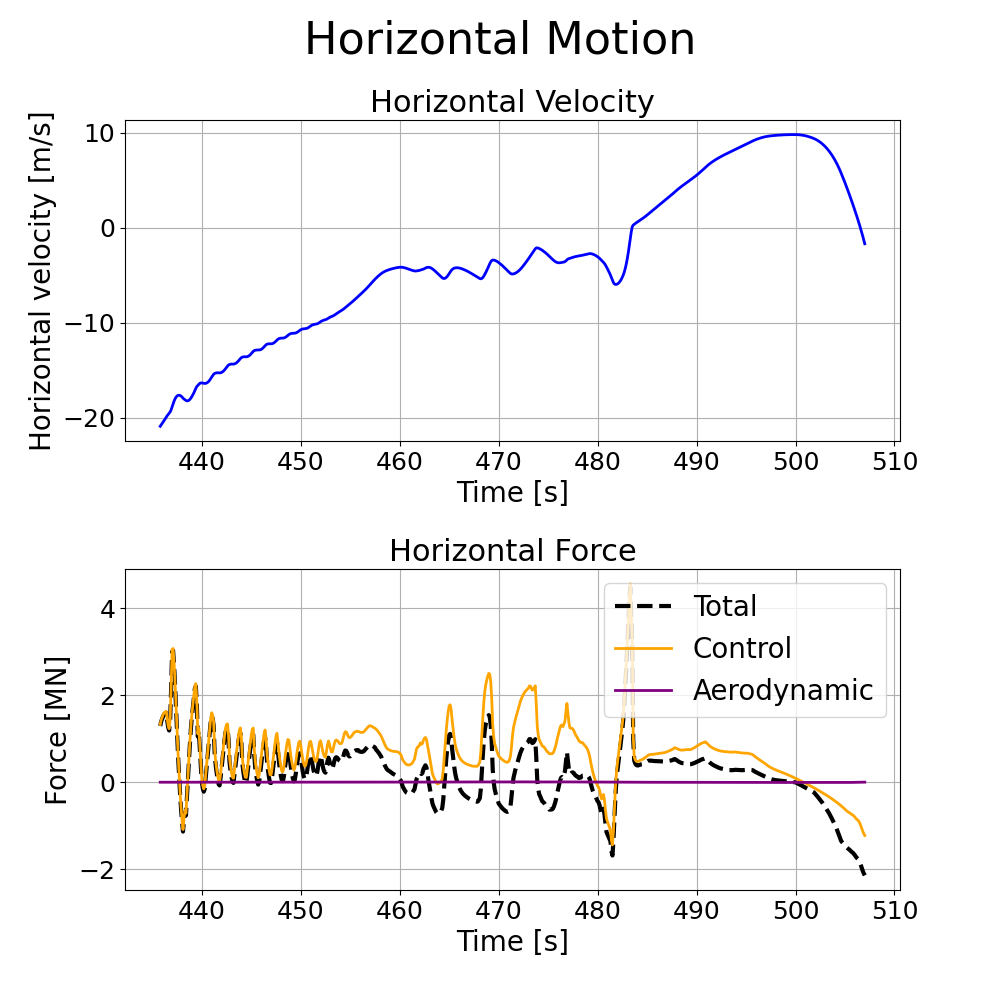 Horizontal Motion
Horizontal Velocity
Horizontal velocity [m/s]
10
0
−10
−20
440 450 460 470 480 490 500 510
Time [s]
Horizontal Force
Force [MN]
4
2
0
−2
Total
Control
Aerodynamic
440 450 460 470 480 490 500 510
Time [s]